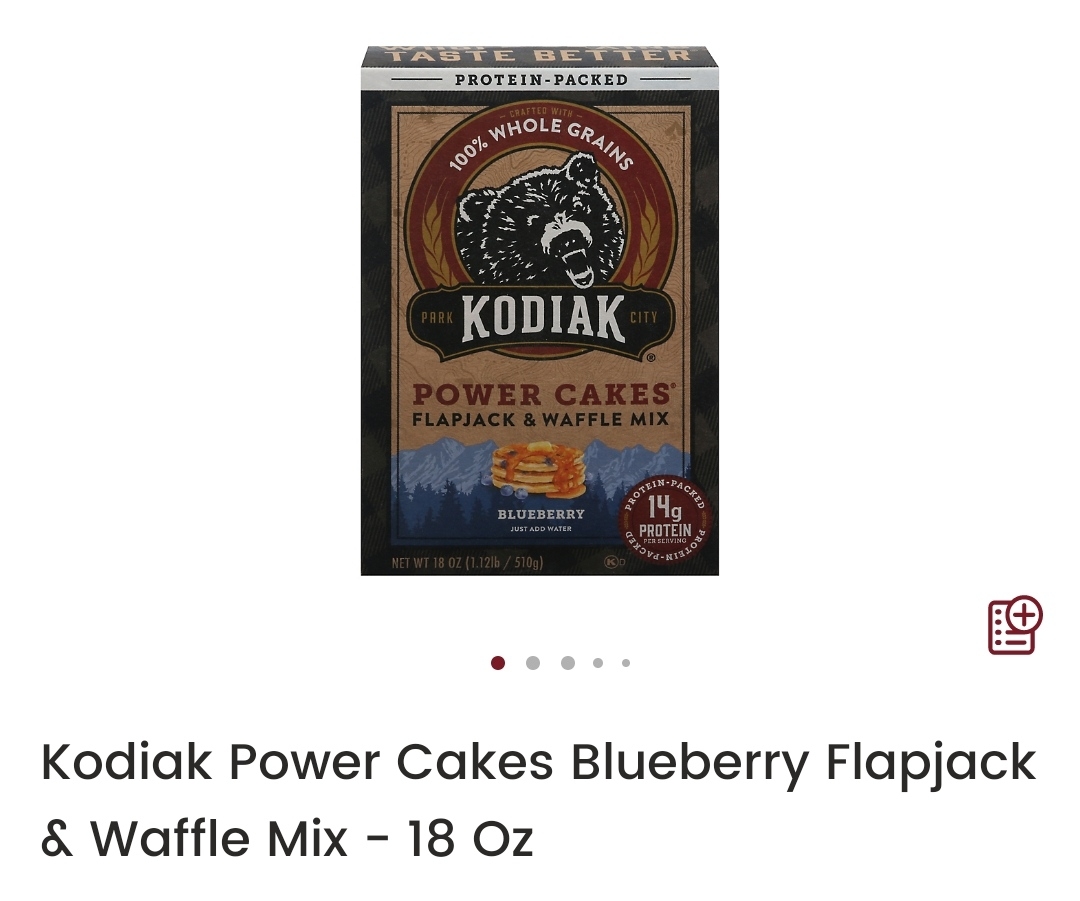 TASTE BETTER
PROTEIN-PACKED
CRAFTED WITH
100% WHOLE GRAINS
PARK KODIAK CITY
®
POWER CAKES®
FLAPJACK & WAFFLE MIX
BLUEBERRY
JUST ADD WATER
PROTEIN-PACKED
14g
PROTEIN
PER SERVING
PROTEIN-PACKED
NET WT 18 OZ (1.12lb / 510g)
K D
Kodiak Power Cakes Blueberry Flapjack
& Waffle Mix - 18 Oz